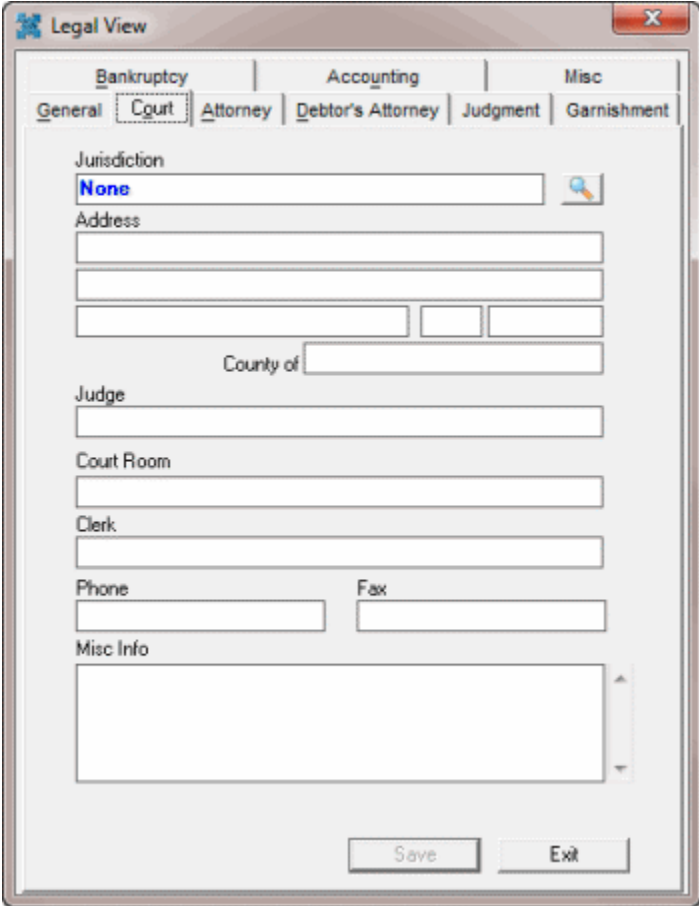 Legal View
Bankruptcy Accounting Misc
General Court Attorney Debtor's Attorney Judgment Garnishment
Jurisdiction
None
Address
County of
Judge
Court Room
Clerk
Phone Fax
Misc Info
Save Exit